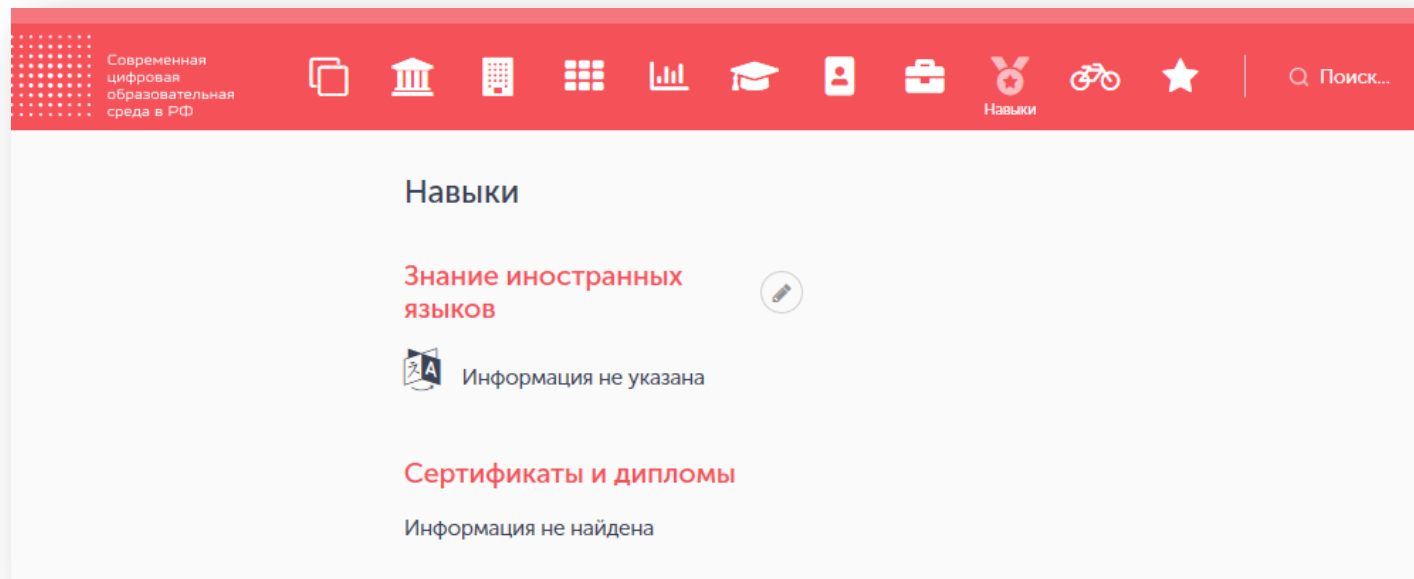 Современная
цифровая
образовательная
среда в РФ
Навыки
Поиск...
Навыки
Знание иностранных
языков
Информация не указана
Сертификаты и дипломы
Информация не найдена